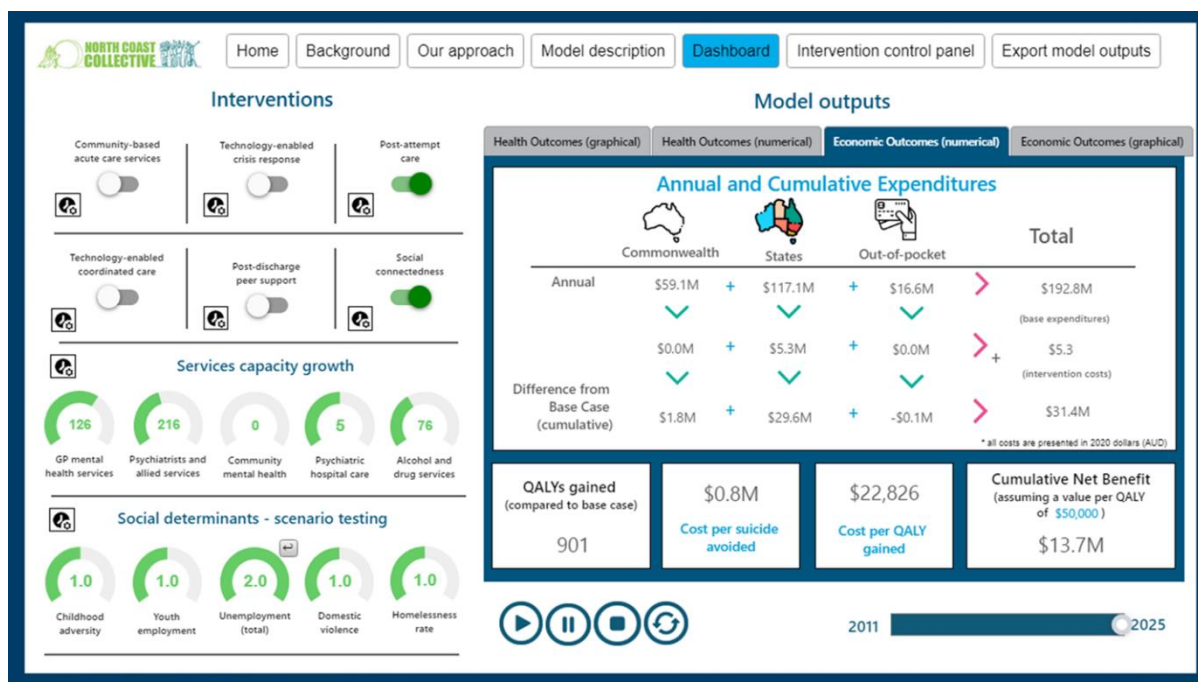 NORTH COAST
COLLECTIVE
Home
Background
Our approach
Model description
Dashboard
Intervention control panel
Export model outputs
Interventions
Community-based
acute care services
Technology-enabled
crisis response
Post-attempt
care
Technology-enabled
coordinated care
Post-discharge
peer support
Social
connectedness
Services capacity growth
126
216
0
5
76
GP mental
health services
Psychiatrists and
allied services
Community
mental health
Psychiatric
hospital care
Alcohol and
drug services
Social determinants - scenario testing
1.0
1.0
2.0
1.0
1.0
Childhood
adversity
Youth
employment
Unemployment
(total)
Domestic
violence
Homelessness
rate
Model outputs
Health Outcomes (graphical)
Health Outcomes (numerical)
Economic Outcomes (numerical)
Economic Outcomes (graphical)
Annual and Cumulative Expenditures
Commonwealth
States
Out-of-pocket
Total
Annual
$59.1M + $117.1M + $16.6M $192.8M
(base expenditures)
$0.0M + $5.3M + $0.0M + $5.3
(intervention costs)
Difference from
Base Case
(cumulative)
$1.8M + $29.6M + -$0.1M $31.4M
* all costs are presented in 2020 dollars (AUD)
QALYs gained
(compared to base case)
901
$0.8M
Cost per suicide
avoided
$22,826
Cost per QALY
gained
Cumulative Net Benefit
(assuming a value per QALY
of $50,000 )
$13.7M
2011
2025